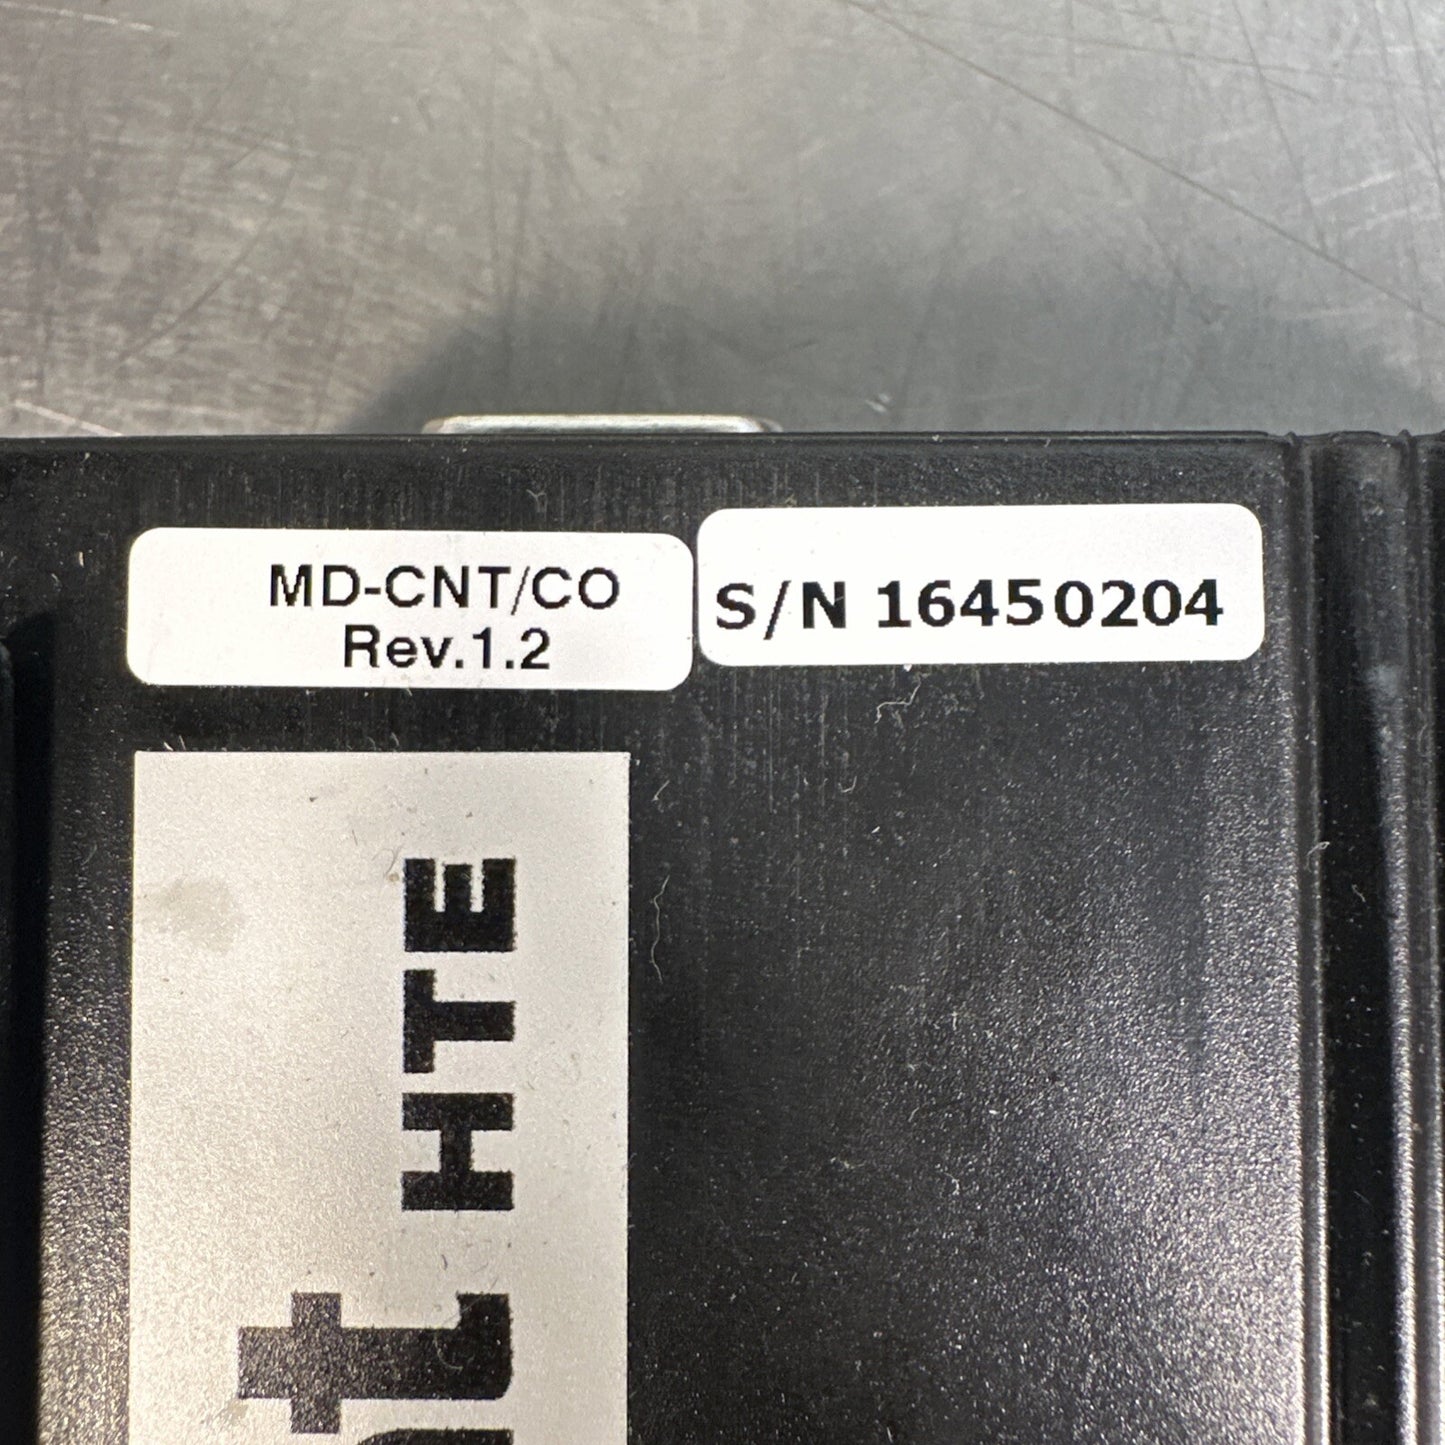 MD-CNT/CO
Rev.1.2
S/N 16450204
HTE